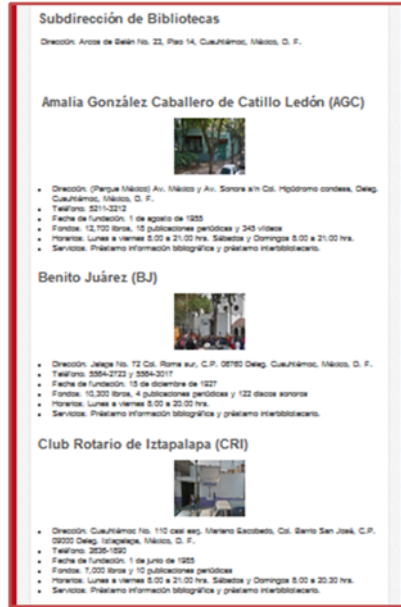 Subdirección de Bibliotecas
Dirección: Arcos de Belén No. 23, Piso 14, Cuauhtémoc, México, D. F.
Amalia González Caballero de Catillo Ledón (AGC)
Dirección: (Parque México) Av. México y Av. Sonora s/n Col. Hipódromo condesa, Deleg.
Cuauhtémoc, México, D. F.
Teléfono: 5211-2212
Fecha de fundación: 1 de agosto de 1955
Fondos: 12,700 libros, 18 publicaciones periódicas y 345 videos
Horarios: Lunes a viernes 8:00 a 21:00 hrs. Sábados y Domingos 8:00 a 21:00 hrs.
Servicios: Préstamo información bibliográfica y préstamo interbibliotecario.
Benito Juárez (BJ)
Dirección: Jalapa No. 72 Col. Roma sur, C.P. 06760 Deleg. Cuauhtémoc, México, D. F.
Teléfono: 5564-2723 y 5564-3017
Fecha de fundación: 15 de diciembre de 1927
Fondos: 10,300 libros, 4 publicaciones periódicas y 122 discos sonoros
Horarios: Lunes a viernes 8:00 a 20:00 hrs.
Servicios: Préstamo información bibliográfica y préstamo interbibliotecario.
Club Rotario de Iztapalapa (CRI)
Dirección: Cuauhtémoc No. 110 casi esq. Mariano Escobedo, Col. Barrio San José, C.P.
09000 Deleg. Iztapalapa, México, D. F.
Teléfono: 2636-1890
Fecha de fundación: 1 de junio de 1985
Fondos: 7,000 libros y 10 publicaciones periódicas
Horarios: Lunes a viernes 8:00 a 21:00 hrs. Sábados y Domingos 8:00 a 20:30 hrs.
Servicios: Préstamo información bibliográfica y préstamo interbibliotecario.